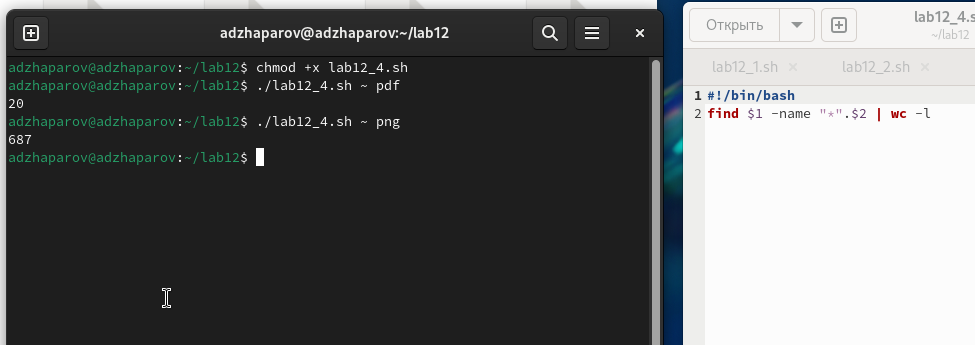 adzhaparov@adzhaparov:~/lab12
adzhaparov@adzhaparov:~/lab12$ chmod +x lab12_4.sh
adzhaparov@adzhaparov:~/lab12$ ./lab12_4.sh ~ pdf
20
adzhaparov@adzhaparov:~/lab12$ ./lab12_4.sh ~ png
687
adzhaparov@adzhaparov:~/lab12$
Открыть
lab12_4.s
~/lab12
lab12_1.sh
lab12_2.sh
1 #!/bin/bash
2 find $1 -name "*".$2 | wc -l